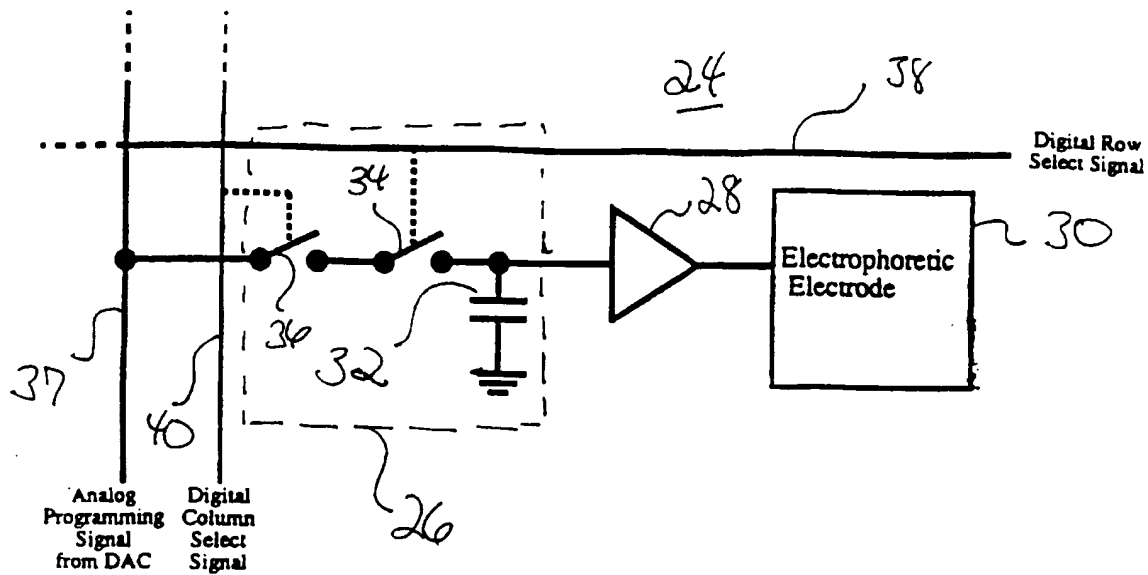 24
38
Digital Row
Select Signal
34
28
30
Electrophoretic
Electrode
36
32
37
40
26
Analog
Programming
Signal
from DAC
Digital
Column
Select
Signal